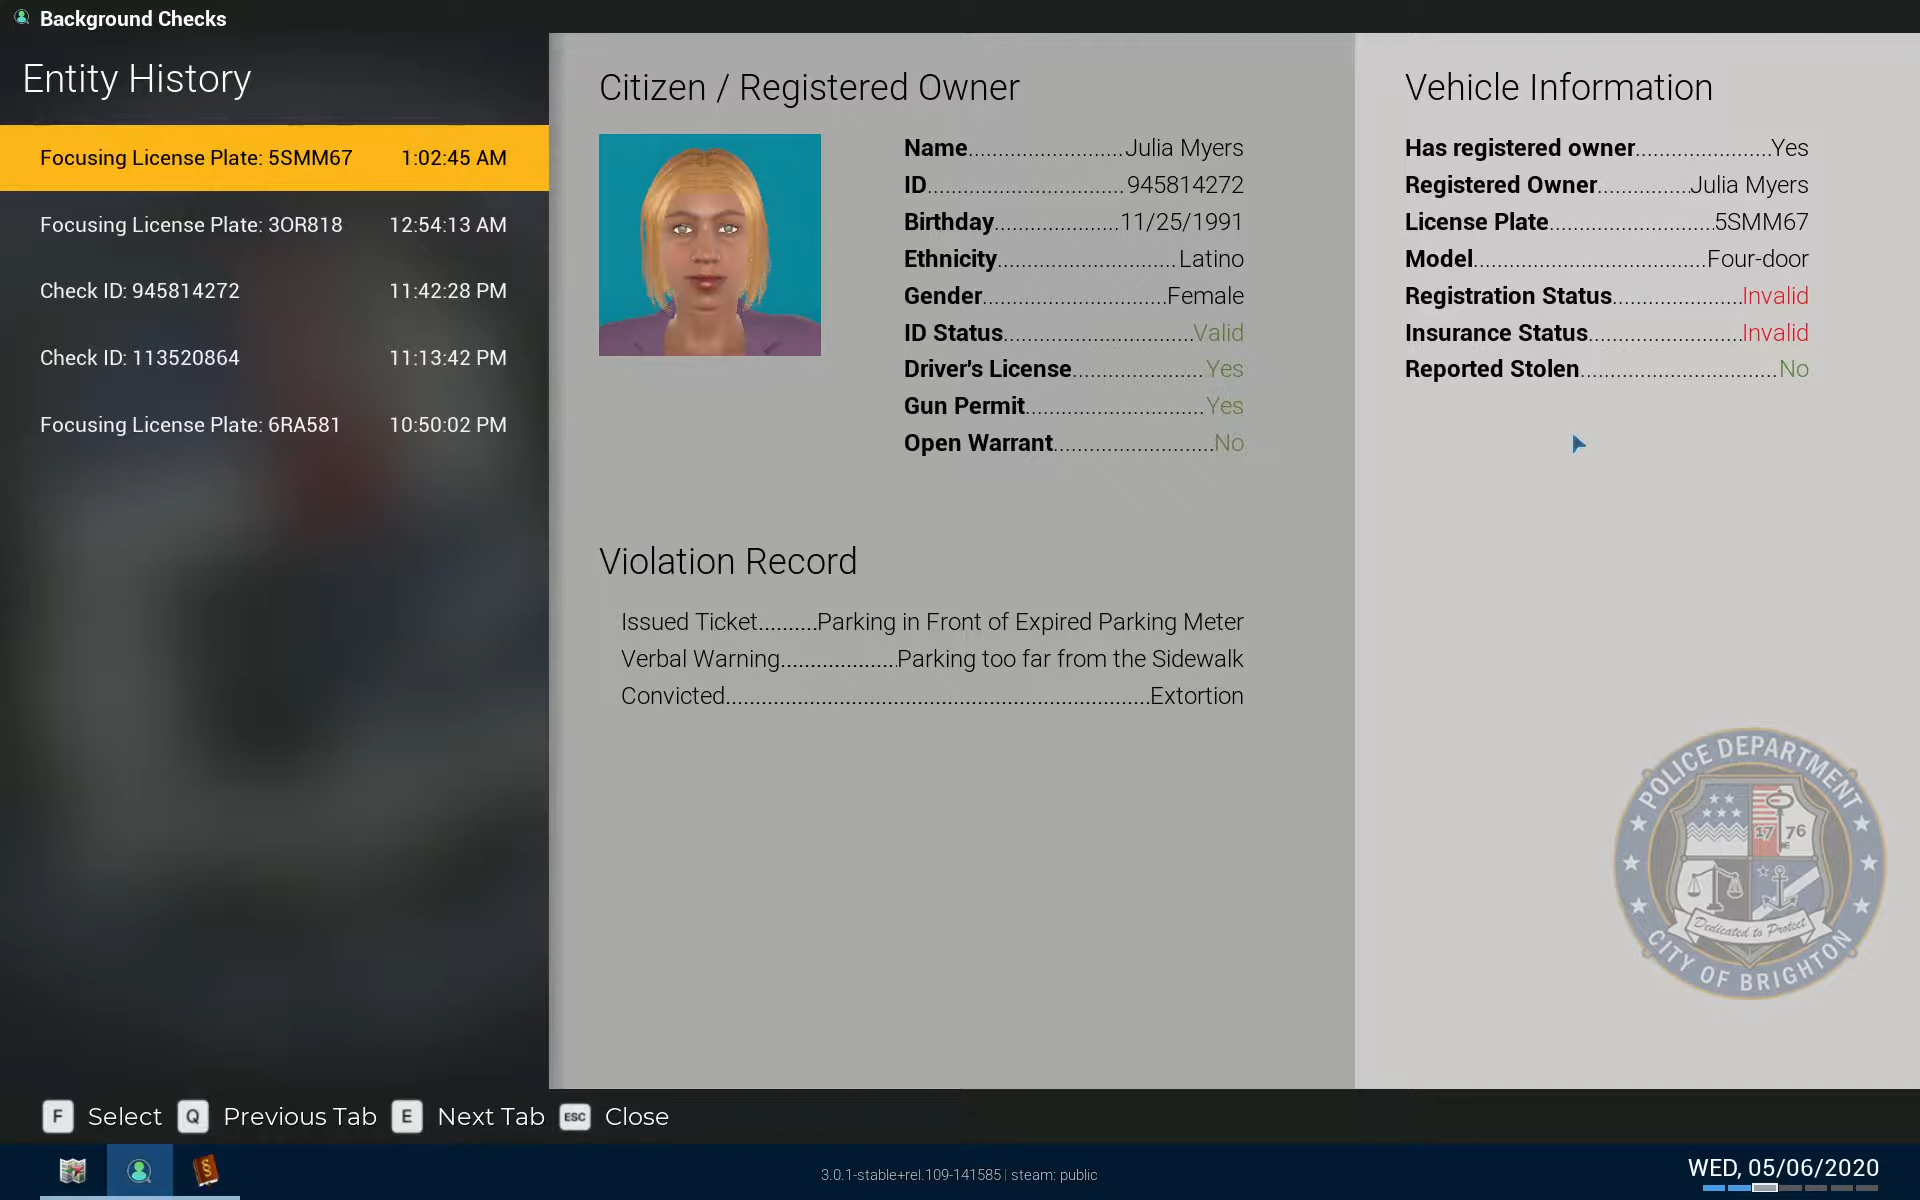 Background Checks
Entity History
Focusing License Plate: 5SMM67 1:02:45 AM
Focusing License Plate: 3OR818 12:54:13 AM
Check ID: 945814272 11:42:28 PM
Check ID: 113520864 11:13:42 PM
Focusing License Plate: 6RA581 10:50:02 PM
Citizen / Registered Owner
Name........................Julia Myers
ID................................945814272
Birthday....................11/25/1991
Ethnicity.............................Latino
Gender..............................Female
ID Status...............................Valid
Driver's License.....................Yes
Gun Permit.............................Yes
Open Warrant..........................No
Violation Record
Issued Ticket..........Parking in Front of Expired Parking Meter
Verbal Warning...................Parking too far from the Sidewalk
Convicted......................................................................Extortion
Vehicle Information
Has registered owner......................Yes
Registered Owner...............Julia Myers
License Plate...........................5SMM67
Model.....................................Four-door
Registration Status.....................Invalid
Insurance Status.........................Invalid
Reported Stolen................................No
POLICE DEPARTMENT
17 76
Dedicated to Protect
CITY OF BRIGHTON
F Select Q Previous Tab E Next Tab ESC Close
§
3.0.1-stable+rel.109-141585 | steam: public
WED, 05/06/2020